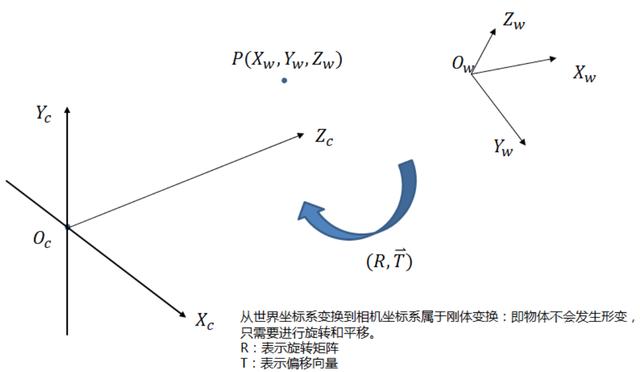 Z_w
P(X_w, Y_w, Z_w)
O_w
X_w
Y_c
Z_c
Y_w
O_c
(R, T⃗)
X_c
从世界坐标系变换到相机坐标系属于刚体变换：即物体不会发生形变，
只需要进行旋转和平移。
R：表示旋转矩阵
T：表示偏移向量